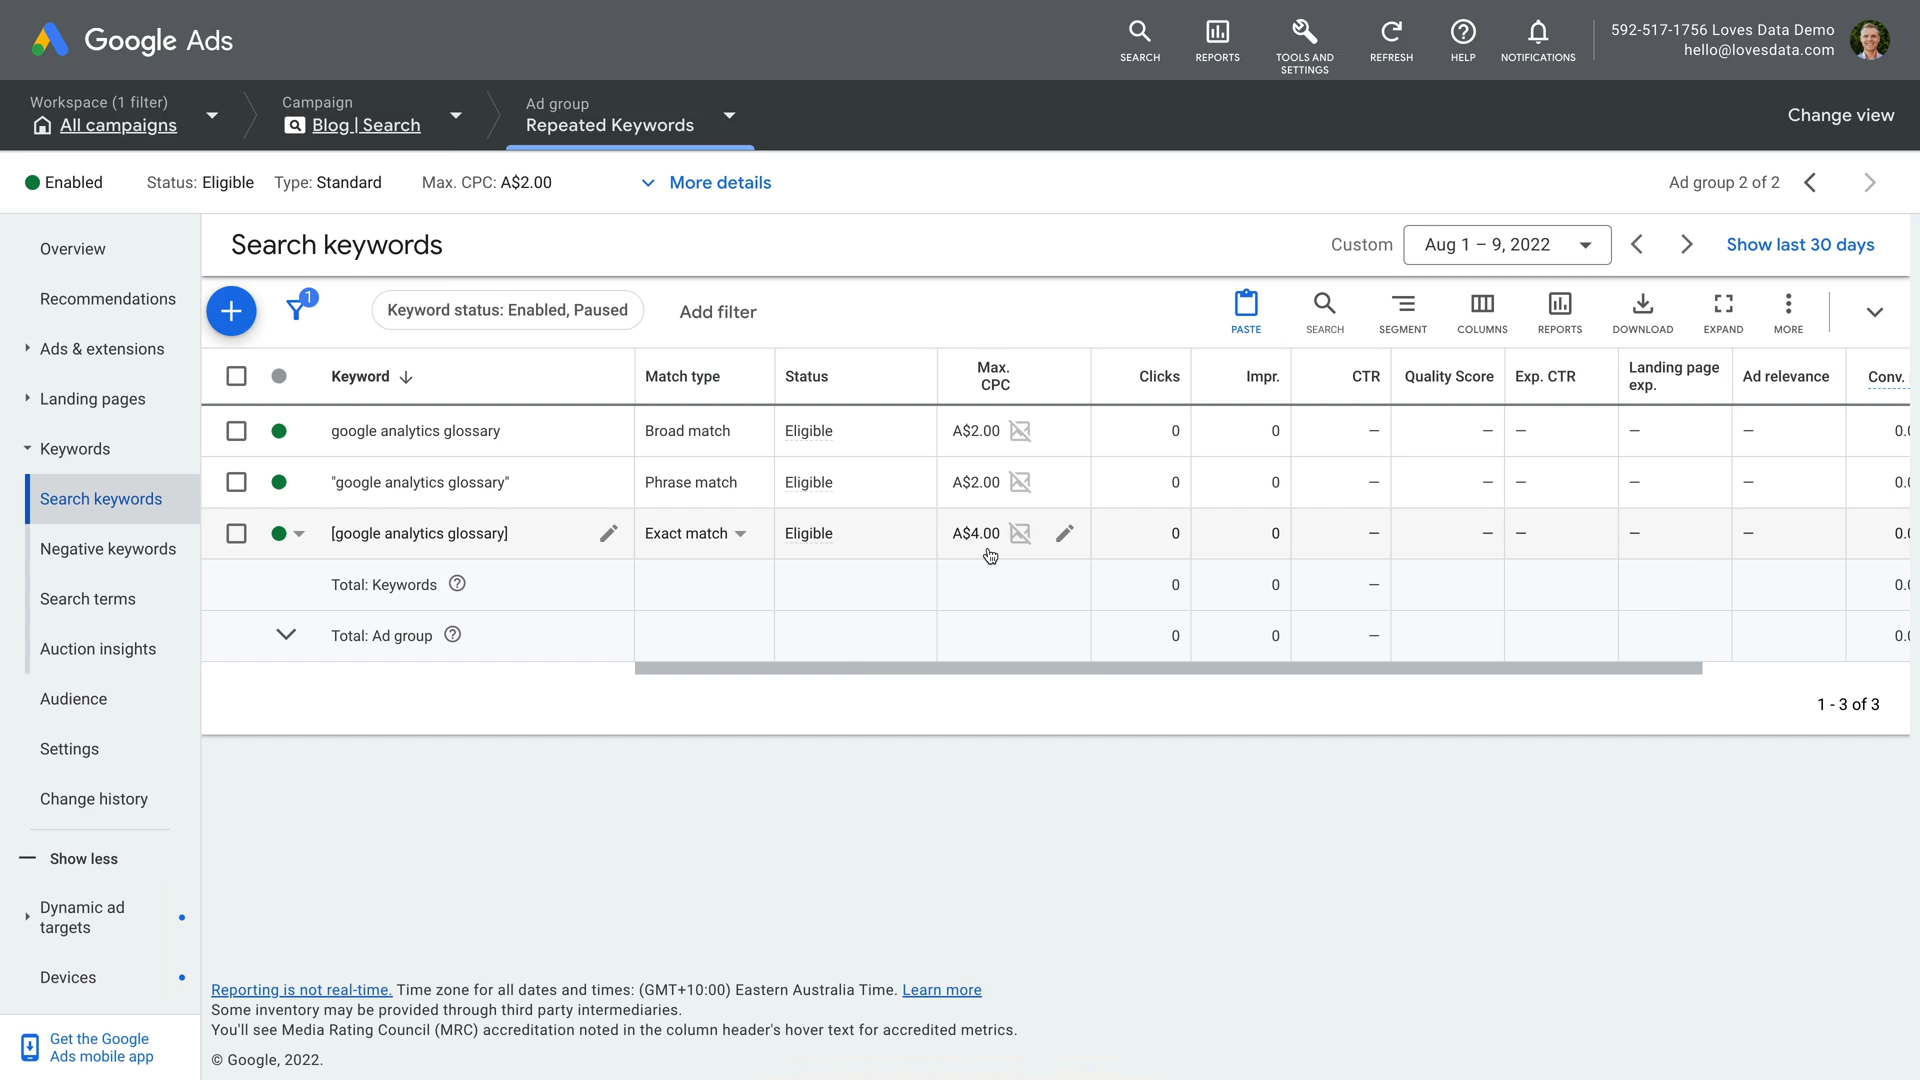 Google Ads
SEARCH
REPORTS
TOOLS AND
SETTINGS
REFRESH
HELP
NOTIFICATIONS
592-517-1756 Loves Data Demo
hello@lovesdata.com
Workspace (1 filter)
All campaigns
Campaign
Blog | Search
Ad group
Repeated Keywords
Change view
Enabled
Status: Eligible
Type: Standard
Max. CPC: A$2.00
More details
Ad group 2 of 2
Overview
Recommendations
Ads & extensions
Landing pages
Keywords
Search keywords
Negative keywords
Search terms
Auction insights
Audience
Settings
Change history
Show less
Dynamic ad
targets
Devices
Get the Google
Ads mobile app
Search keywords
Custom
Aug 1 – 9, 2022
Show last 30 days
1
Keyword status: Enabled, Paused
Add filter
PASTE
SEARCH
SEGMENT
COLUMNS
REPORTS
DOWNLOAD
EXPAND
MORE
Keyword Match type Status Max. CPC Clicks Impr. CTR Quality Score Exp. CTR Landing page exp. Ad relevance Conv.
google analytics glossary Broad match Eligible A$2.00 0 0 — — — — — 0.0
"google analytics glossary" Phrase match Eligible A$2.00 0 0 — — — — — 0.0
[google analytics glossary] Exact match Eligible A$4.00 0 0 — — — — — 0.0
Total: Keywords 0 0 — 0.0
Total: Ad group 0 0 — 0.0
1 - 3 of 3
Reporting is not real-time. Time zone for all dates and times: (GMT+10:00) Eastern Australia Time. Learn more
Some inventory may be provided through third party intermediaries.
You'll see Media Rating Council (MRC) accreditation noted in the column header's hover text for accredited metrics.
© Google, 2022.